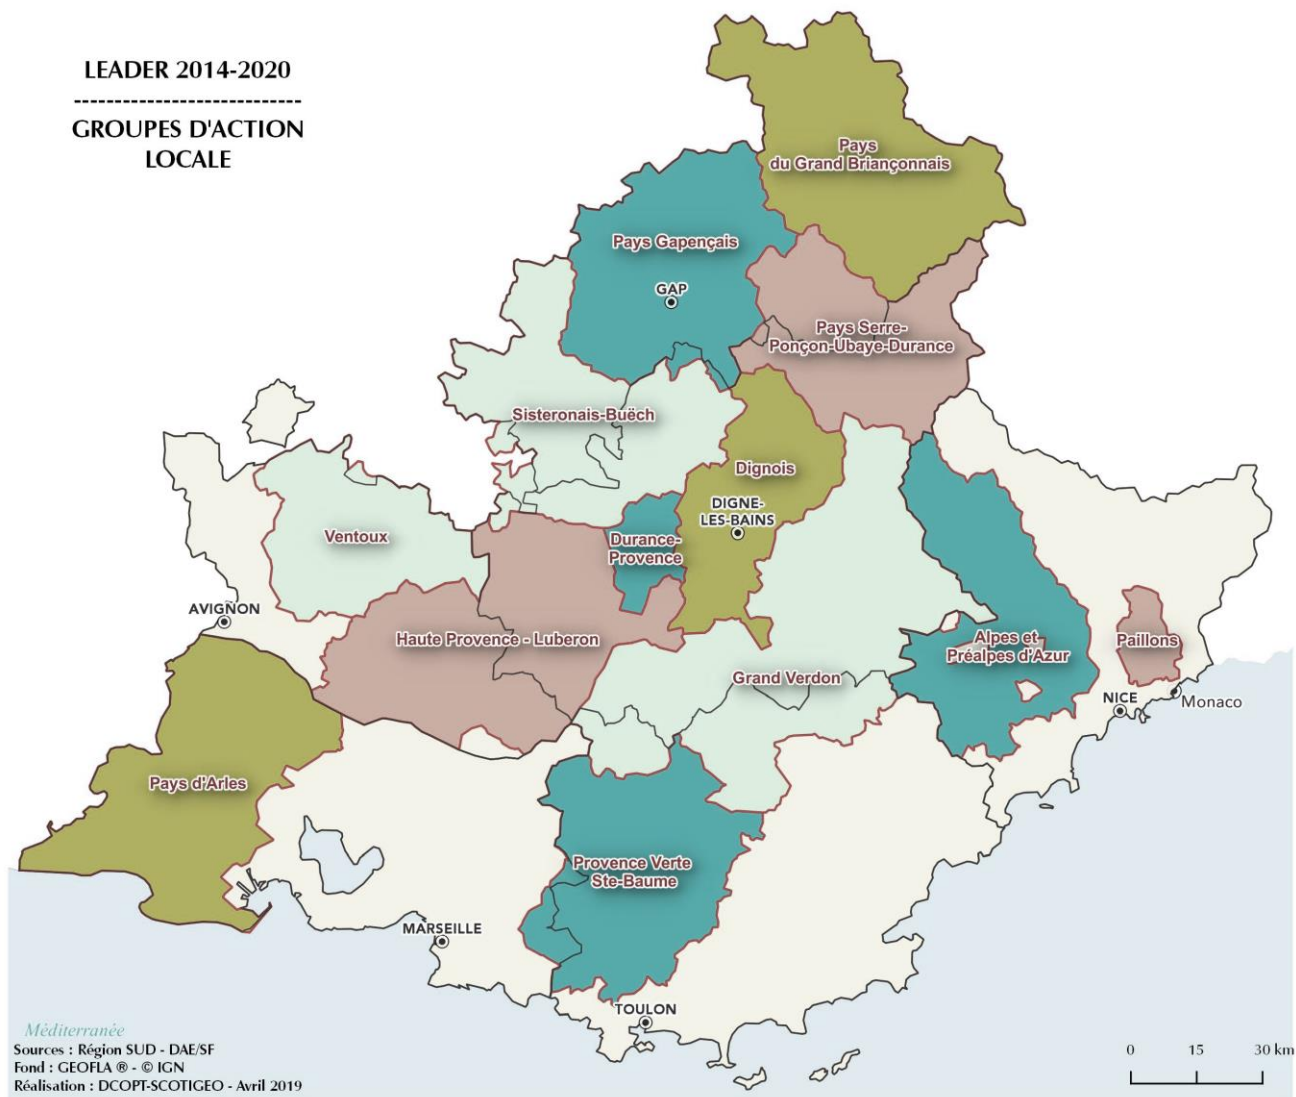 LEADER 2014-2020
----------------------------
GROUPES D'ACTION
LOCALE
Pays
du Grand Briançonnais
Pays Gapençais
GAP
Pays Serre-
Ponçon-Ubaye-Durance
Sisteronais-Buëch
Dignois
DIGNE-
LES-BAINS
Ventoux
Durance-
Provence
AVIGNON
Haute Provence - Luberon
Alpes et
Préalpes d'Azur
Paillons
Grand Verdon
NICE
Monaco
Pays d'Arles
Provence Verte
Ste-Baume
MARSEILLE
TOULON
Méditerranée
Sources : Région SUD - DAE/SF
Fond : GEOFLA ® - © IGN
Réalisation : DCOPT-SCOTIGEO - Avril 2019
0 15 30 km